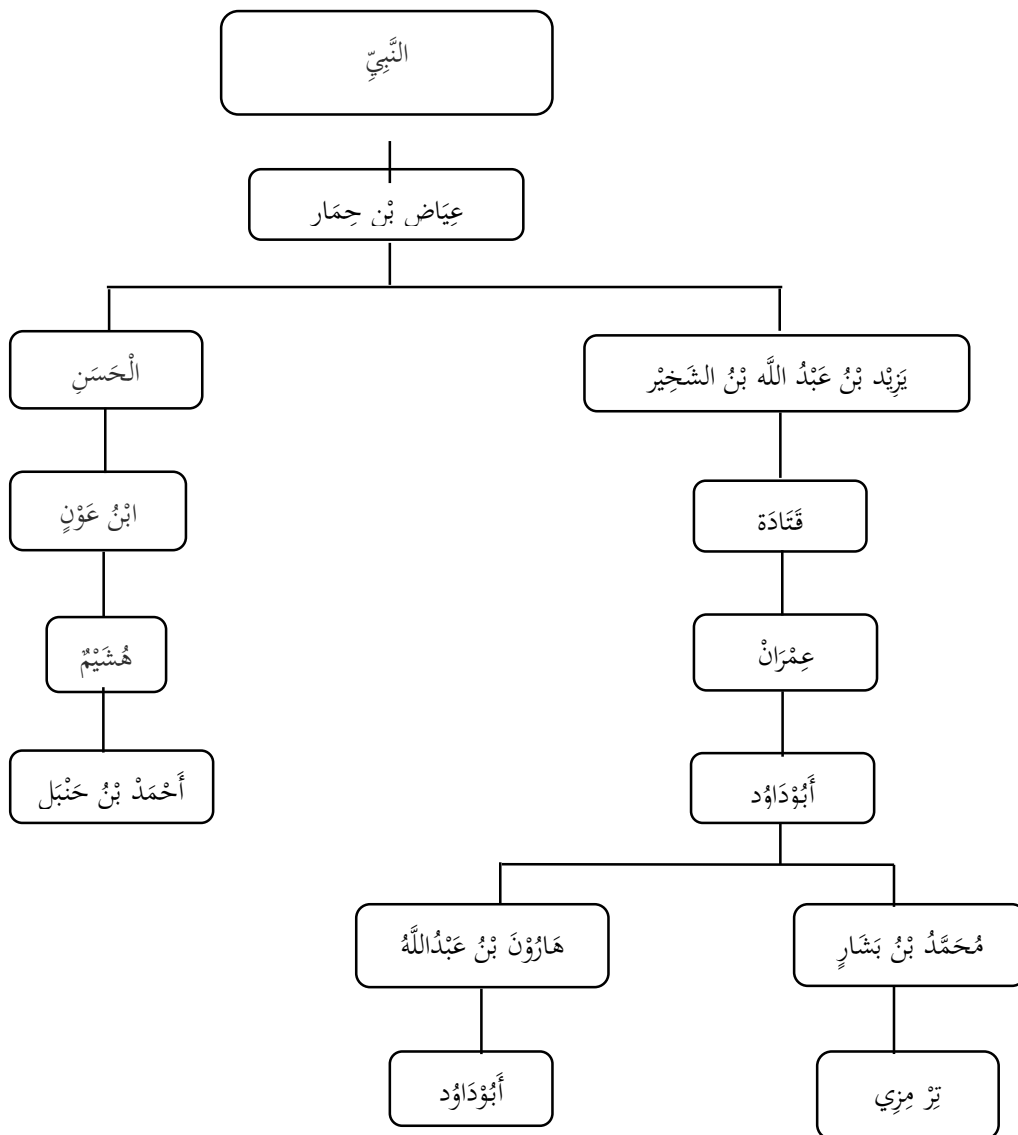 النَّبِيِّ
عِيَاض بْن حِمَار
الْحَسَنِ
يَزِيْد بْنُ عَبْدُ اللَّه بْنُ الشَخِيْر
ابْنُ عَوْنٍ
قَتَادَة
هُشَيْمٌ
عِمْرَانْ
أَحْمَدْ بْنُ حَنْبَل
أَبُوْدَاوُد
هَارُوْنَ بْنُ عَبْدُاللَّهُ
مُحَمَّدُ بْنُ بَشَارٍ
أَبُوْدَاوُد
تِرْ مِزِي